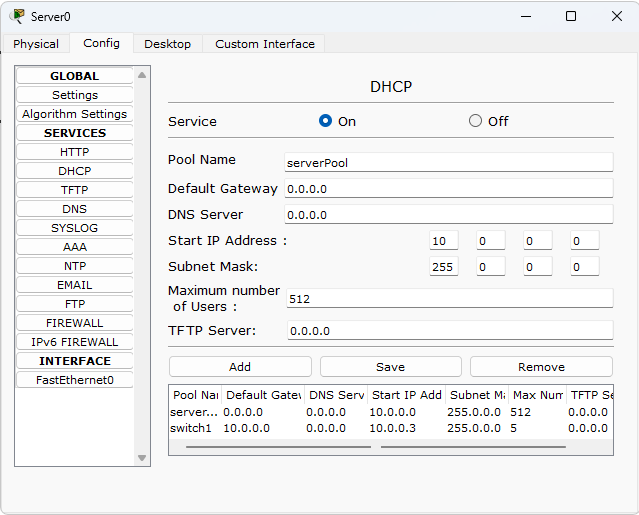 Server0
Physical Config Desktop Custom Interface
GLOBAL
Settings
Algorithm Settings
SERVICES
HTTP
DHCP
TFTP
DNS
SYSLOG
AAA
NTP
EMAIL
FTP
FIREWALL
IPv6 FIREWALL
INTERFACE
FastEthernet0
DHCP
Service On Off
Pool Name serverPool
Default Gateway 0.0.0.0
DNS Server 0.0.0.0
Start IP Address : 10 0 0 0
Subnet Mask: 255 0 0 0
Maximum number
of Users : 512
TFTP Server: 0.0.0.0
Add Save Remove
Pool Na Default Gatew DNS Serv Start IP Add Subnet Ma Max Num TFTP Se
server... 0.0.0.0 0.0.0.0 10.0.0.0 255.0.0.0 512 0.0.0.0
switch1 10.0.0.0 0.0.0.0 10.0.0.3 255.0.0.0 5 0.0.0.0